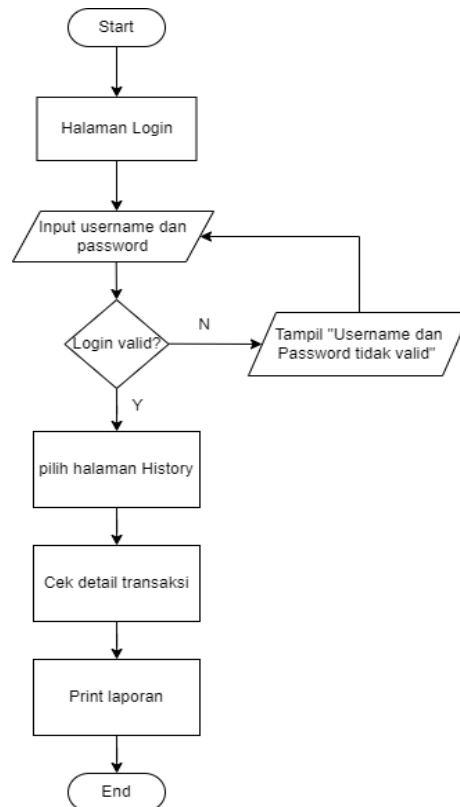 Start
Halaman Login
Input username dan
password
Login valid?
N
Tampil "Username dan
Password tidak valid"
Y
pilih halaman History
Cek detail transaksi
Print laporan
End